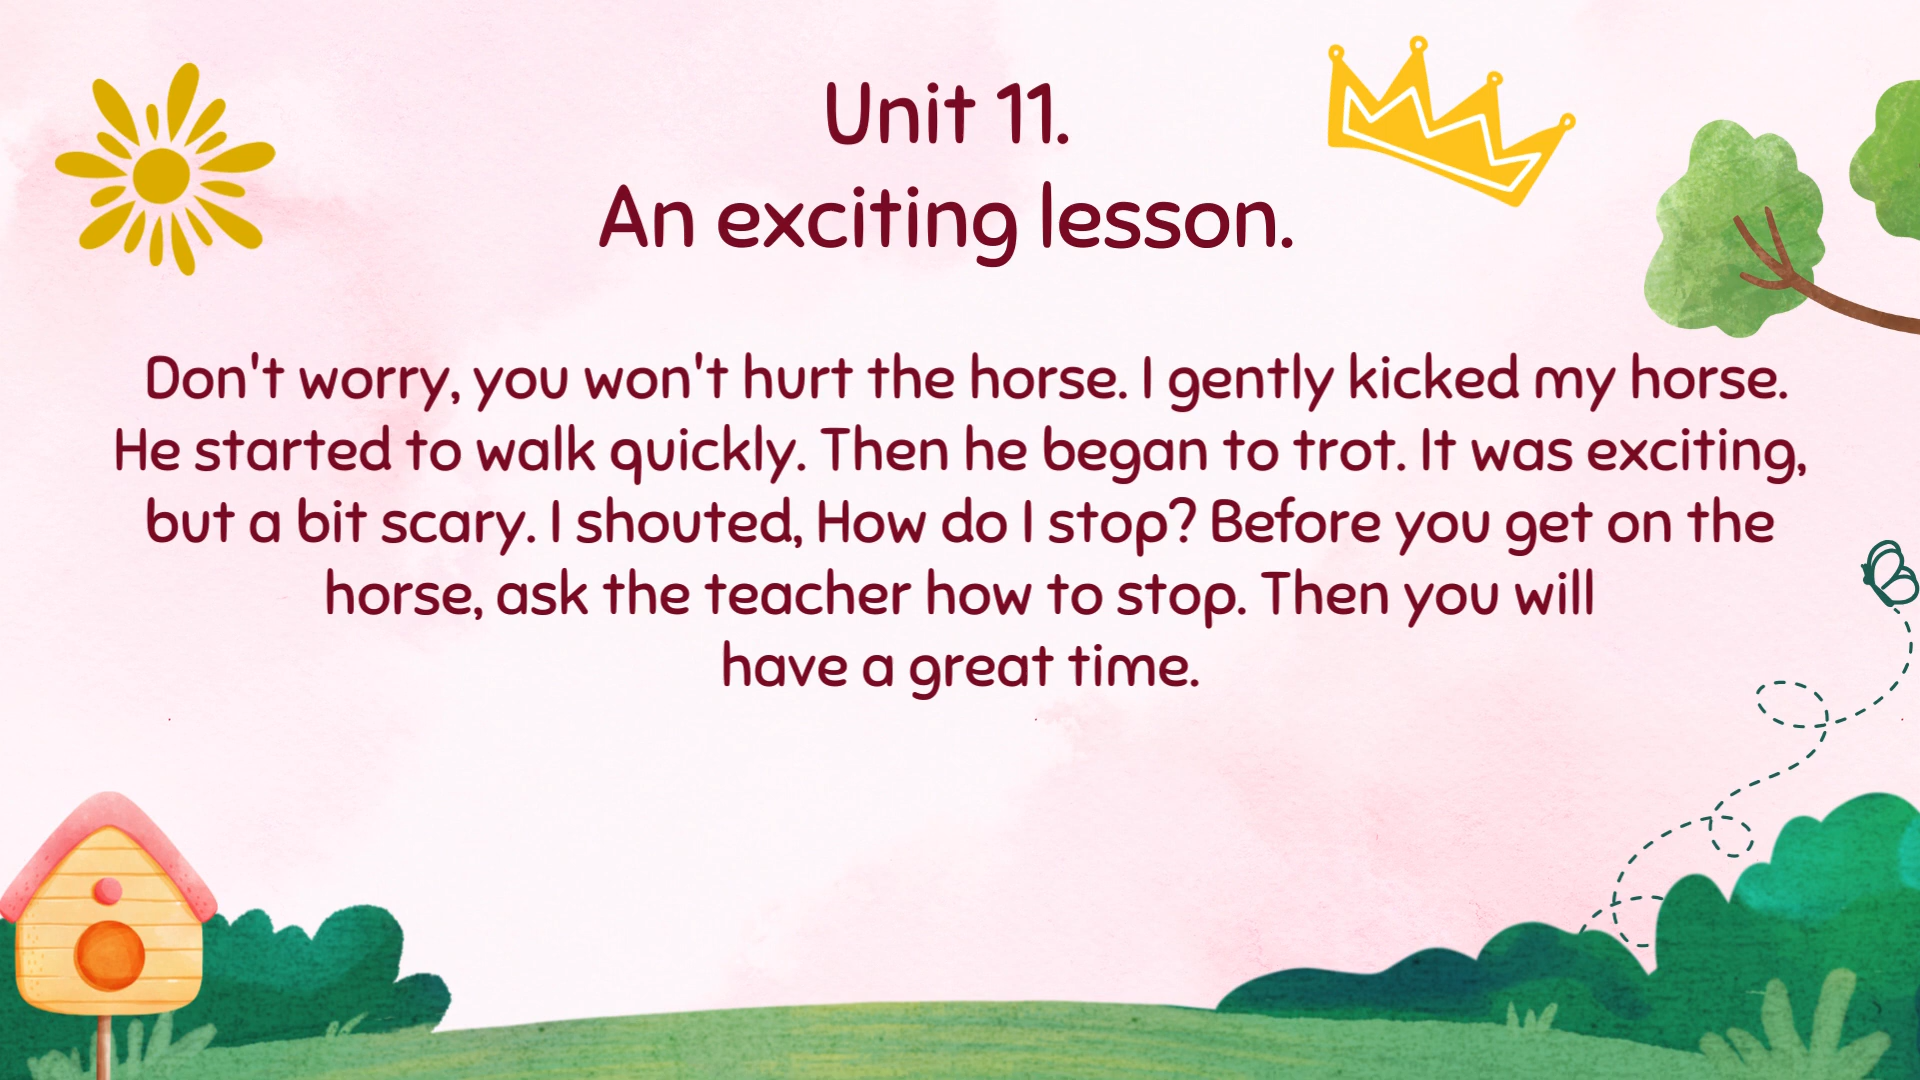 Unit 11.
An exciting lesson.
Don't worry, you won't hurt the horse. I gently kicked my horse.
He started to walk quickly. Then he began to trot. It was exciting,
but a bit scary. I shouted, How do I stop? Before you get on the
horse, ask the teacher how to stop. Then you will
have a great time.